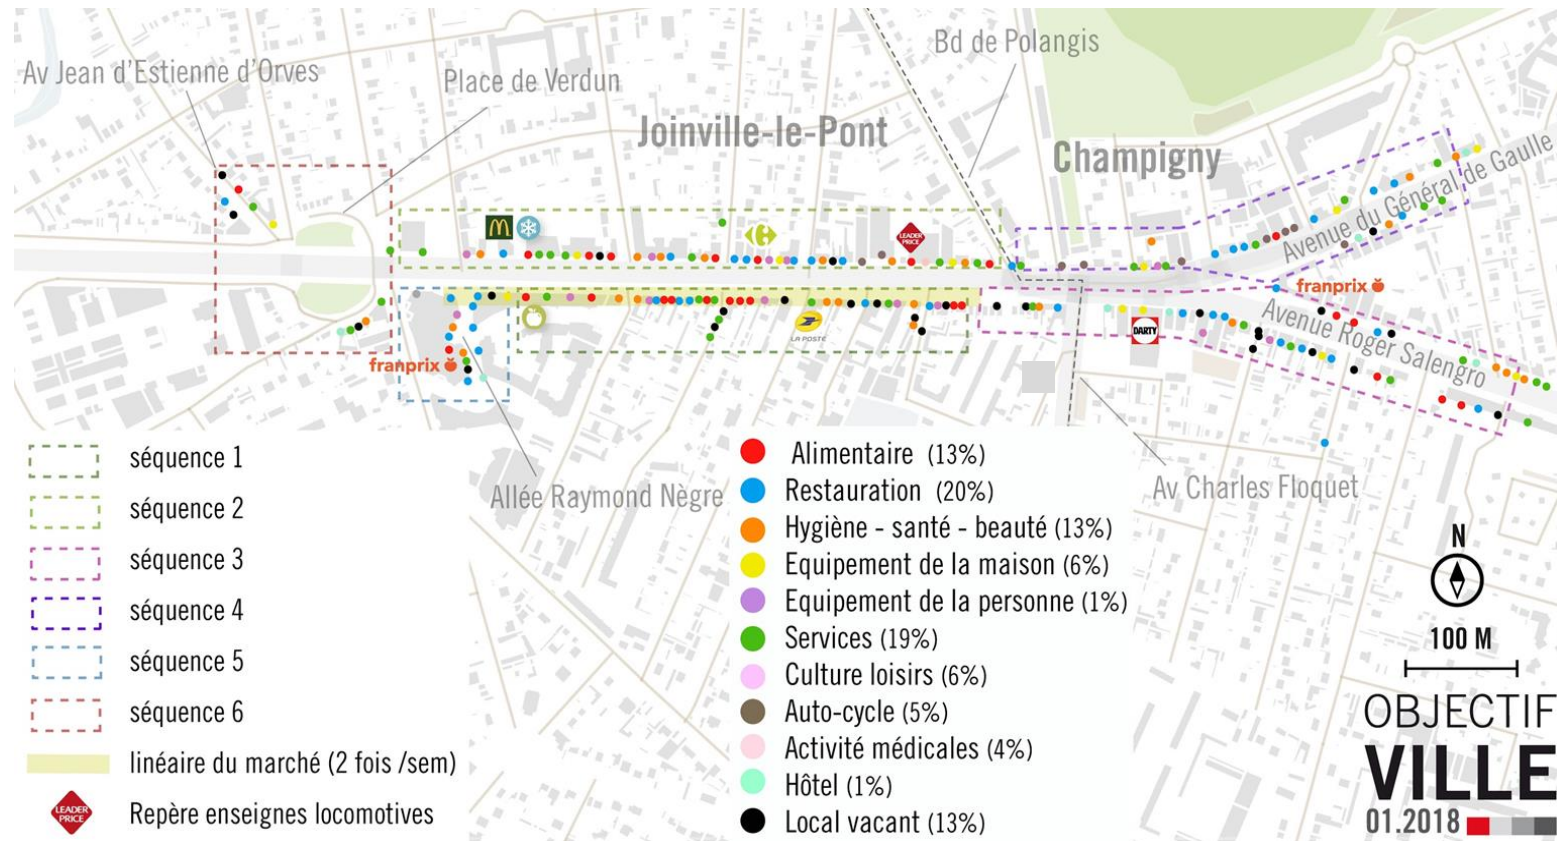 Av Jean d'Estienne d'Orves
Place de Verdun
Joinville-le-Pont
Bd de Polangis
Champigny
Avenue du Général de Gaulle
LEADER PRICE
LA POSTE
DARTY
franprix
Avenue Roger Salengro
franprix
Allée Raymond Nègre
Av Charles Floquet
séquence 1
séquence 2
séquence 3
séquence 4
séquence 5
séquence 6
linéaire du marché (2 fois /sem)
LEADER PRICE
Repère enseignes locomotives
Alimentaire (13%)
Restauration (20%)
Hygiène - santé - beauté (13%)
Equipement de la maison (6%)
Equipement de la personne (1%)
Services (19%)
Culture loisirs (6%)
Auto-cycle (5%)
Activité médicales (4%)
Hôtel (1%)
Local vacant (13%)
N
100 M
OBJECTIF
VILLE
01.2018